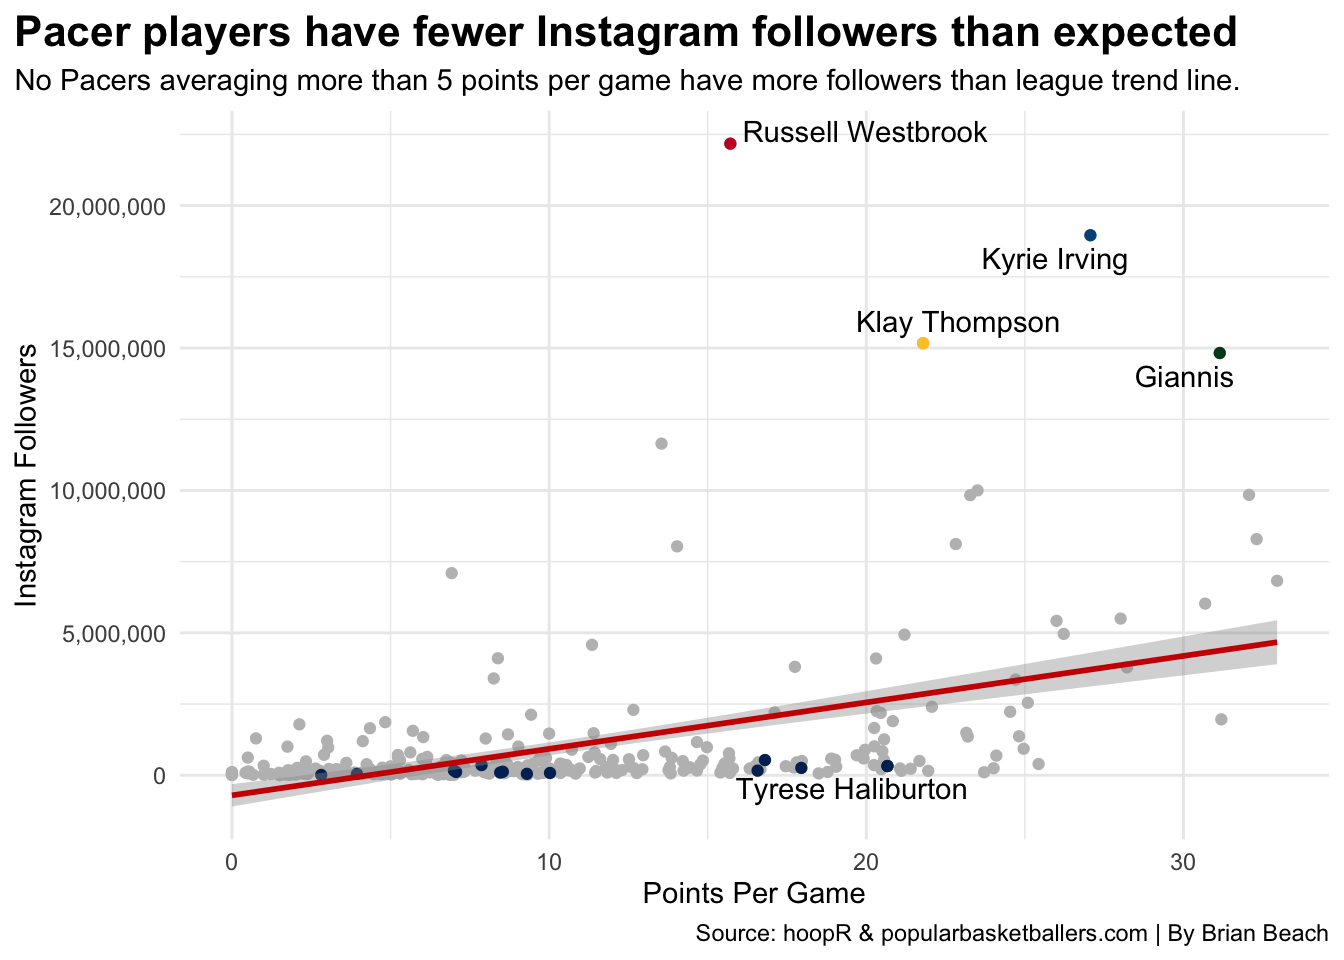 Pacer players have fewer Instagram followers than expected
No Pacers averaging more than 5 points per game have more followers than league trend line.
Russell Westbrook
20,000,000
Kyrie Irving
Klay Thompson
15,000,000
Giannis
Instagram Followers
10,000,000
5,000,000
0
Tyrese Haliburton
0 10 20 30
Points Per Game
Source: hoopR & popularbasketballers.com | By Brian Beach